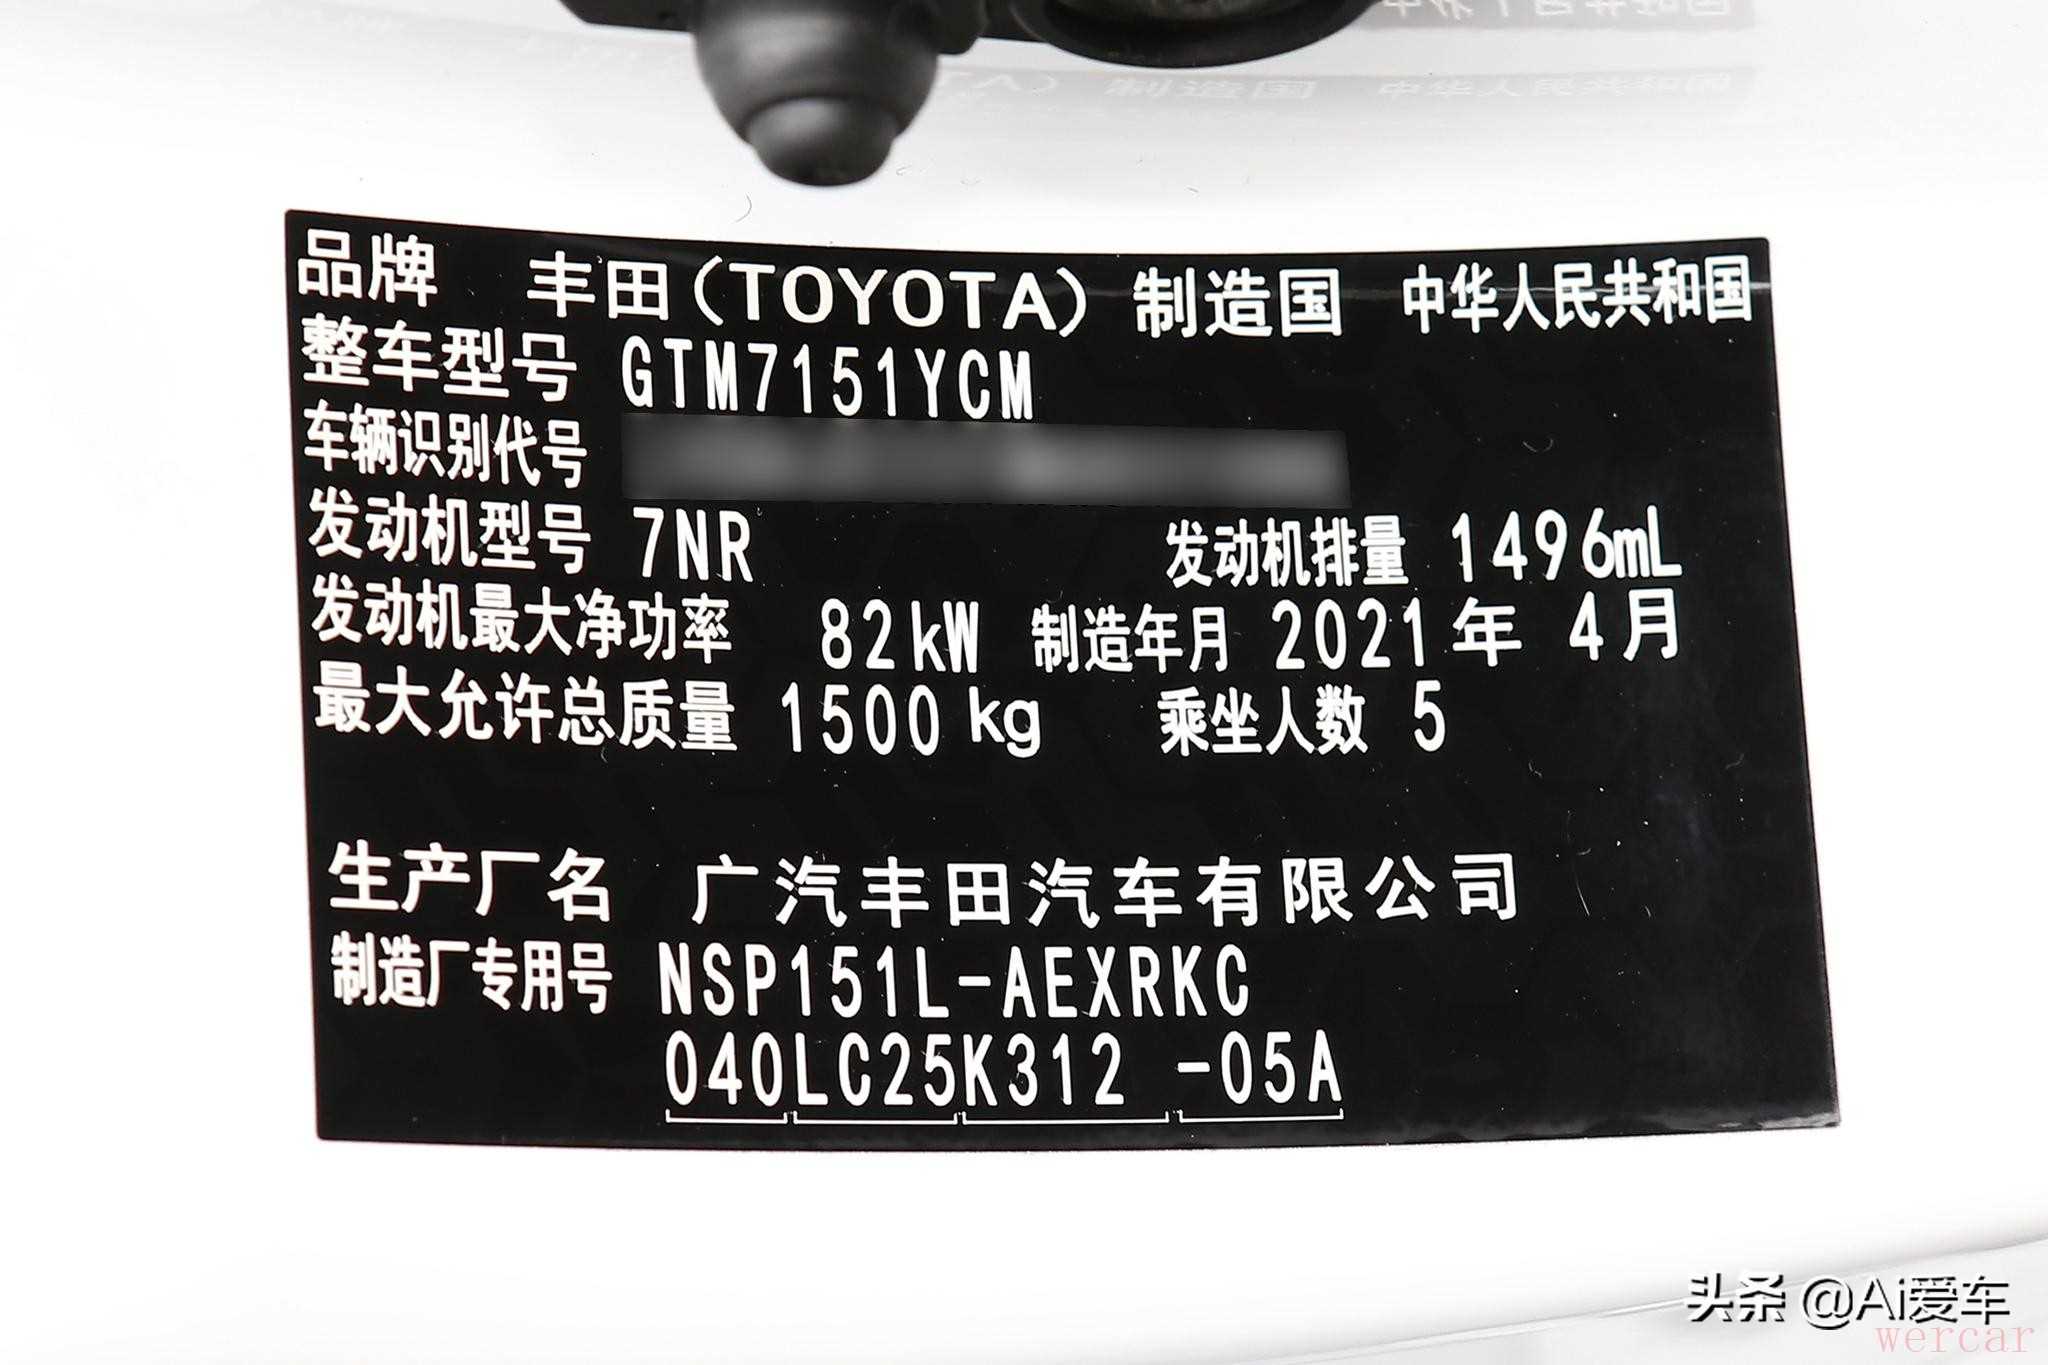 品牌 丰田(TOYOTA) 制造国 中华人民共和国
整车型号 GTM7151YCM
车辆识别代号
发动机型号 7NR 发动机排量 1496mL
发动机最大净功率 82kW 制造年月 2021年 4月
最大允许总质量 1500kg 乘坐人数 5
生产厂名 广汽丰田汽车有限公司
制造厂专用号 NSP151L-AEXRKC
040LC25K312 -05A
头条 @Ai爱车
wercar